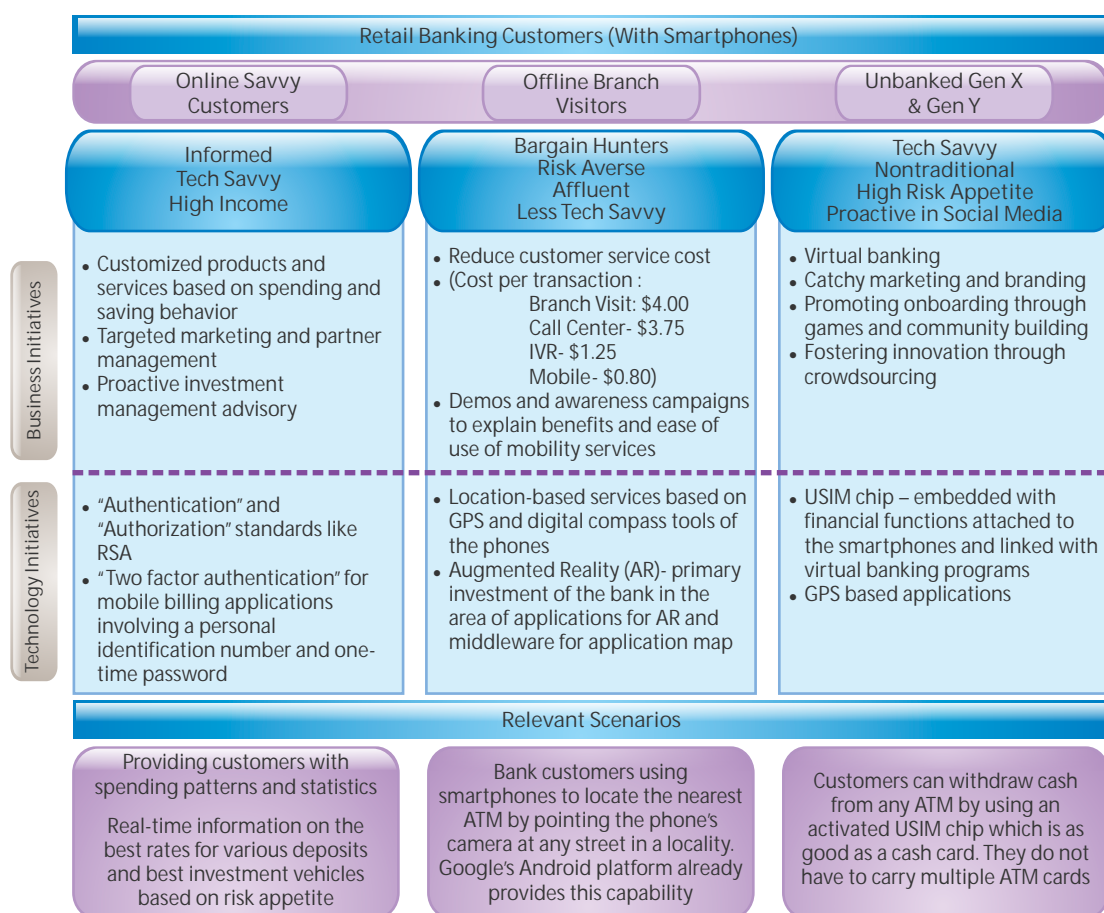 Retail Banking Customers (With Smartphones)
Online Savvy
Customers
Offline Branch
Visitors
Unbanked Gen X
& Gen Y
Informed
Tech Savvy
High Income
Bargain Hunters
Risk Averse
Affluent
Less Tech Savvy
Tech Savvy
Nontraditional
High Risk Appetite
Proactive in Social Media
Business Initiatives
• Customized products and
services based on spending and
saving behavior
• Targeted marketing and partner
management
• Proactive investment
management advisory
• Reduce customer service cost
• (Cost per transaction :
Branch Visit: $4.00
Call Center- $3.75
IVR- $1.25
Mobile- $0.80)
• Demos and awareness campaigns
to explain benefits and ease of
use of mobility services
• Virtual banking
• Catchy marketing and branding
• Promoting onboarding through
games and community building
• Fostering innovation through
crowdsourcing
Technology Initiatives
• “Authentication” and
“Authorization” standards like
RSA
• “Two factor authentication” for
mobile billing applications
involving a personal
identification number and one-
time password
• Location-based services based on
GPS and digital compass tools of
the phones
• Augmented Reality (AR)- primary
investment of the bank in the
area of applications for AR and
middleware for application map
• USIM chip – embedded with
financial functions attached to
the smartphones and linked with
virtual banking programs
• GPS based applications
Relevant Scenarios
Providing customers with
spending patterns and statistics
Real-time information on the
best rates for various deposits
and best investment vehicles
based on risk appetite
Bank customers using
smartphones to locate the nearest
ATM by pointing the phone’s
camera at any street in a locality.
Google’s Android platform already
provides this capability
Customers can withdraw cash
from any ATM by using an
activated USIM chip which is as
good as a cash card. They do not
have to carry multiple ATM cards